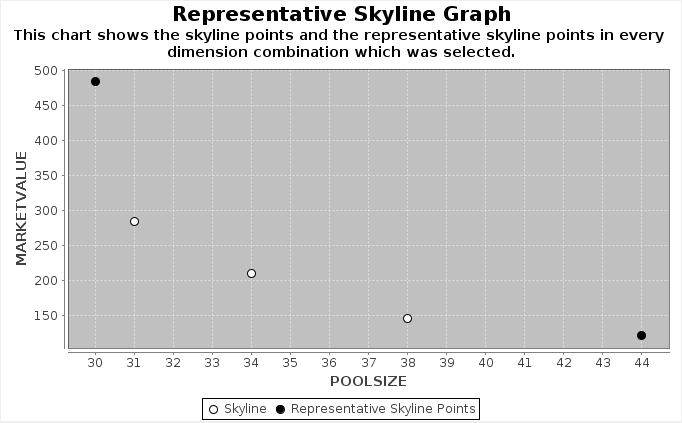 Representative Skyline Graph
This chart shows the skyline points and the representative skyline points in every
dimension combination which was selected.
500
450
400
350
300
250
200
150
MARKETVALUE
30 31 32 33 34 35 36 37 38 39 40 41 42 43 44
POOLSIZE
Skyline Representative Skyline Points